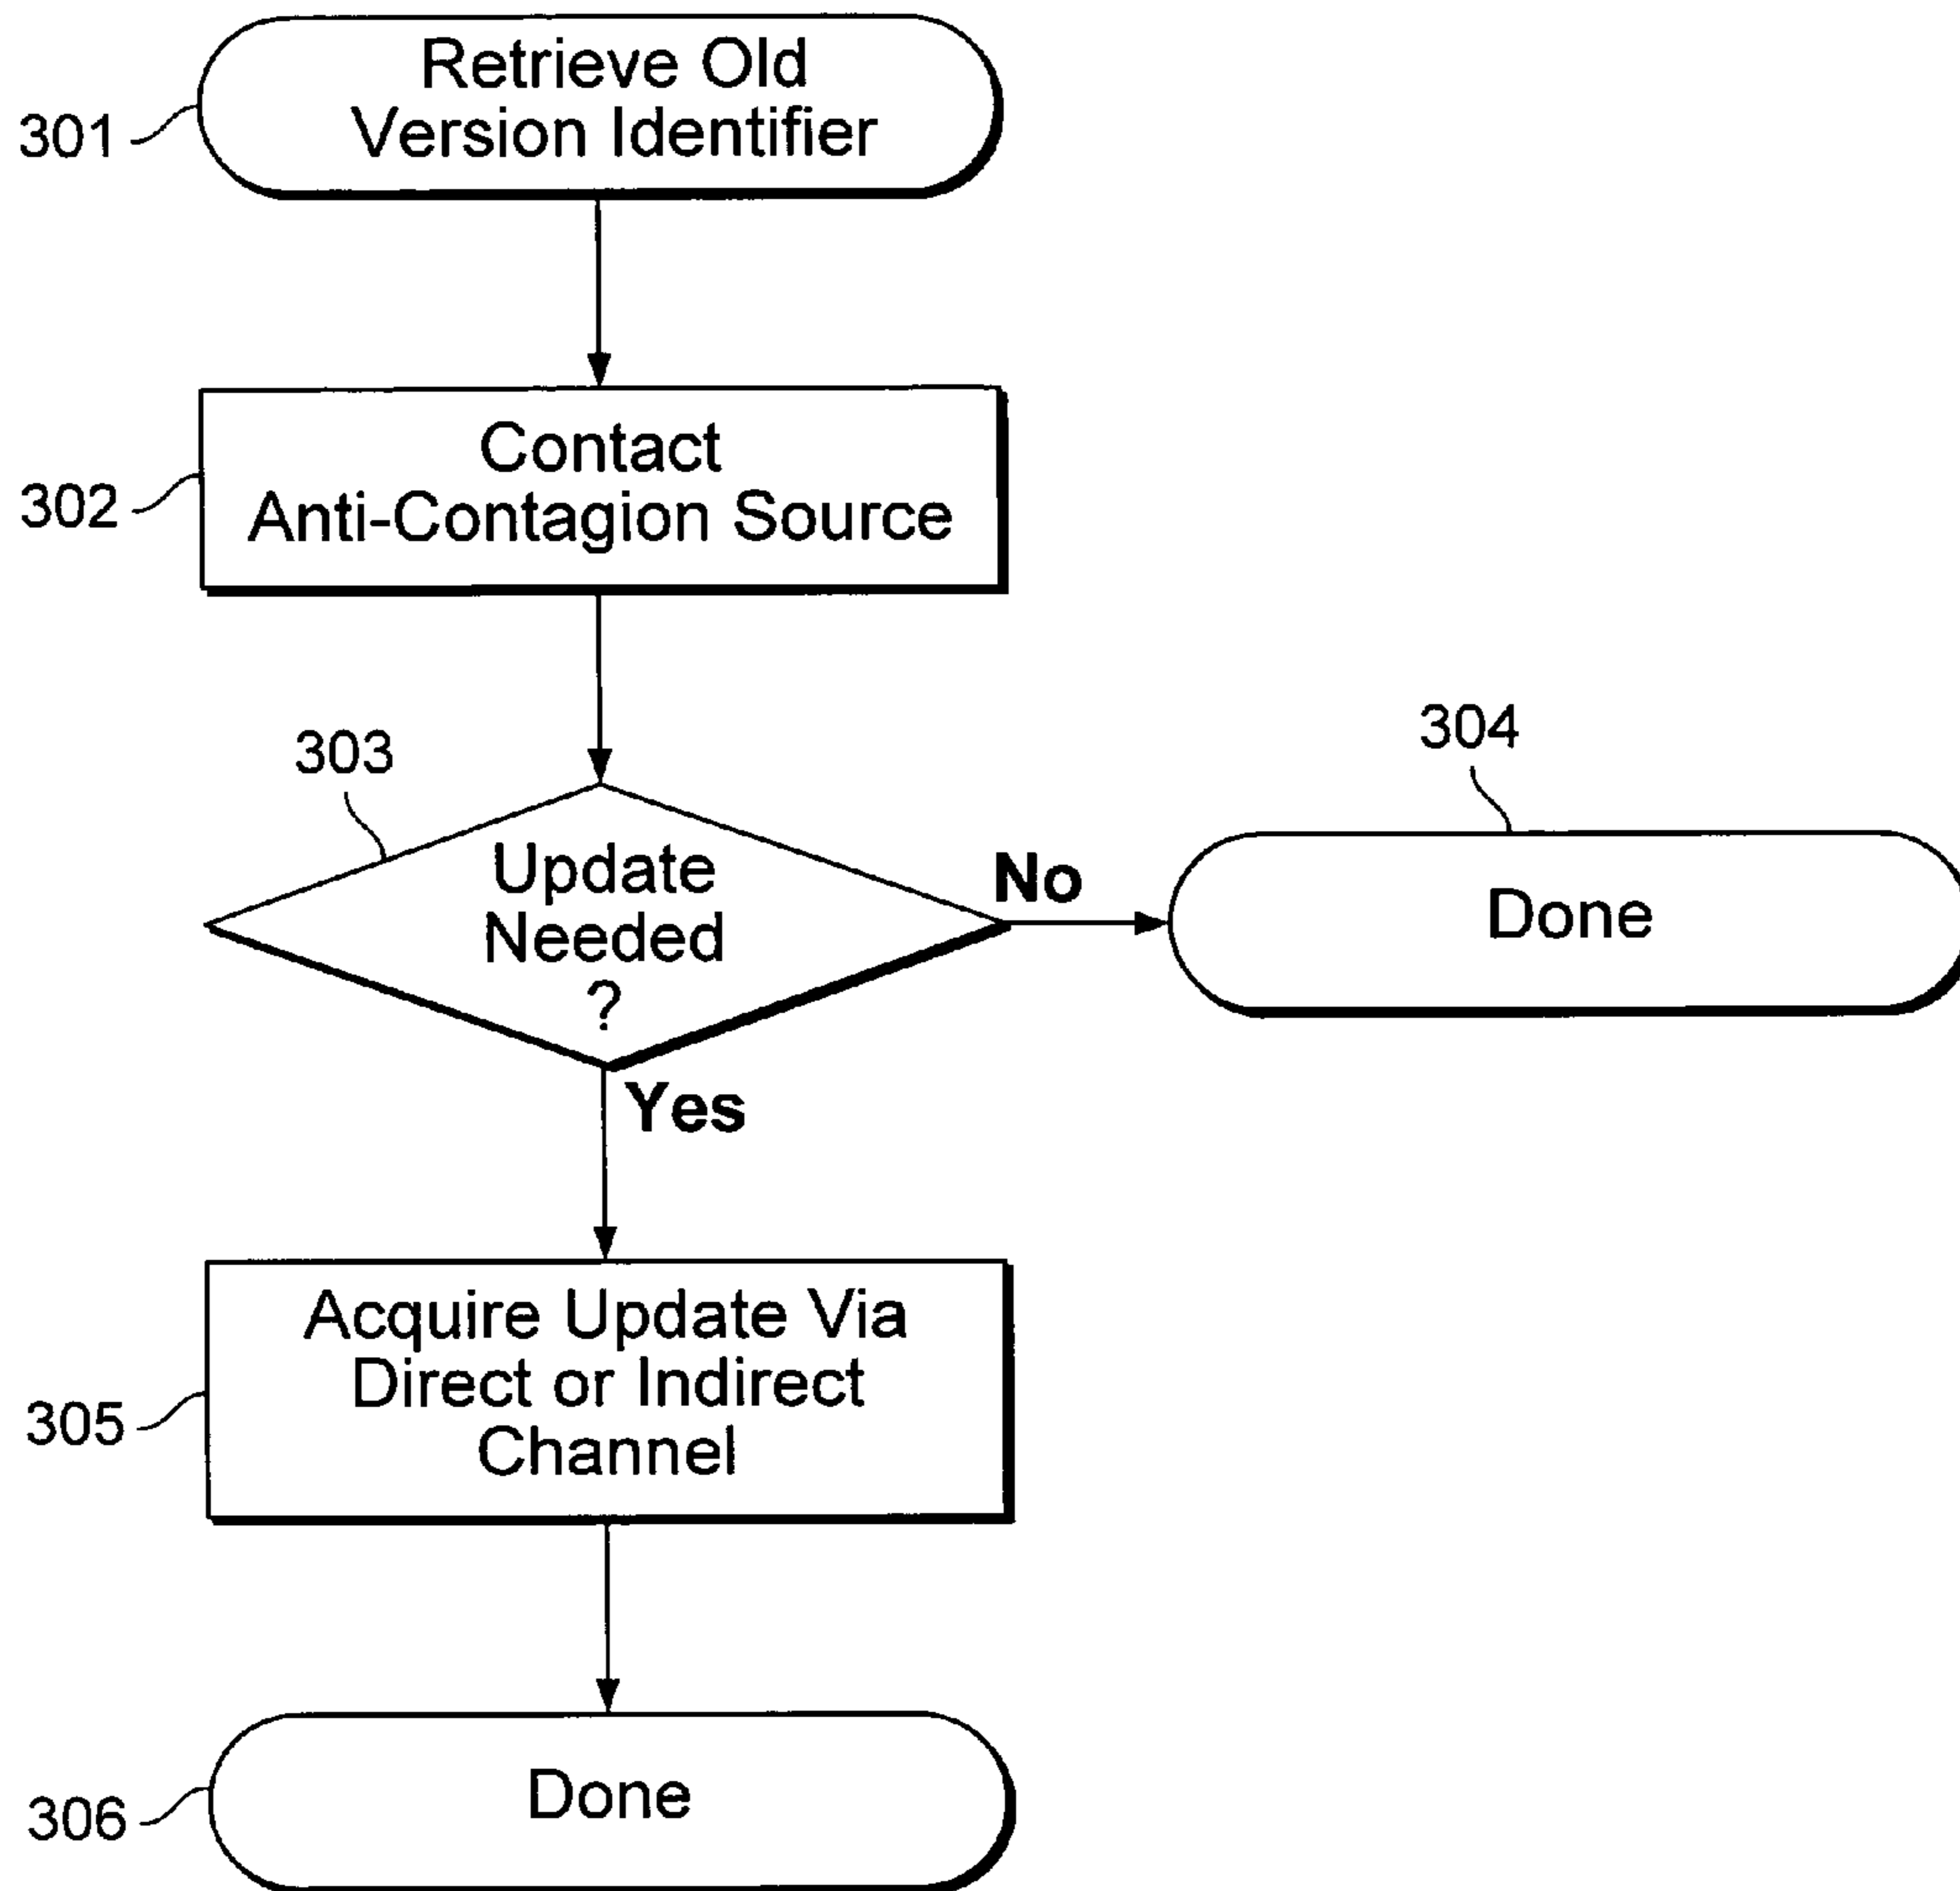 Retrieve Old
Version Identifier
301
Contact
Anti-Contagion Source
302
303
Update
Needed
?
No
304
Done
Yes
Acquire Update Via
Direct or Indirect
Channel
305
Done
306